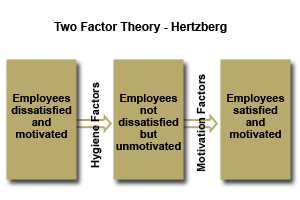 Two Factor Theory - Hertzberg
Employees
dissatisfied
and
motivated
Hygiene Factors
Employees
not
dissatisfied
but
unmotivated
Motivation Factors
Employees
satisfied
and
motivated